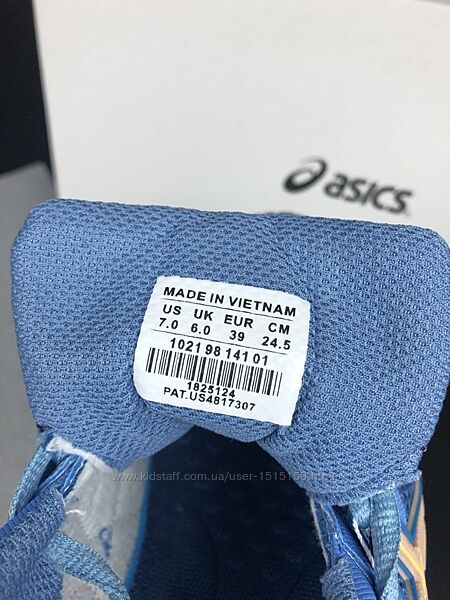 asics
MADE IN VIETNAM
US UK EUR CM
7.0 6.0 39 24.5
1021 98 141 01
1825124
PAT.US4817307